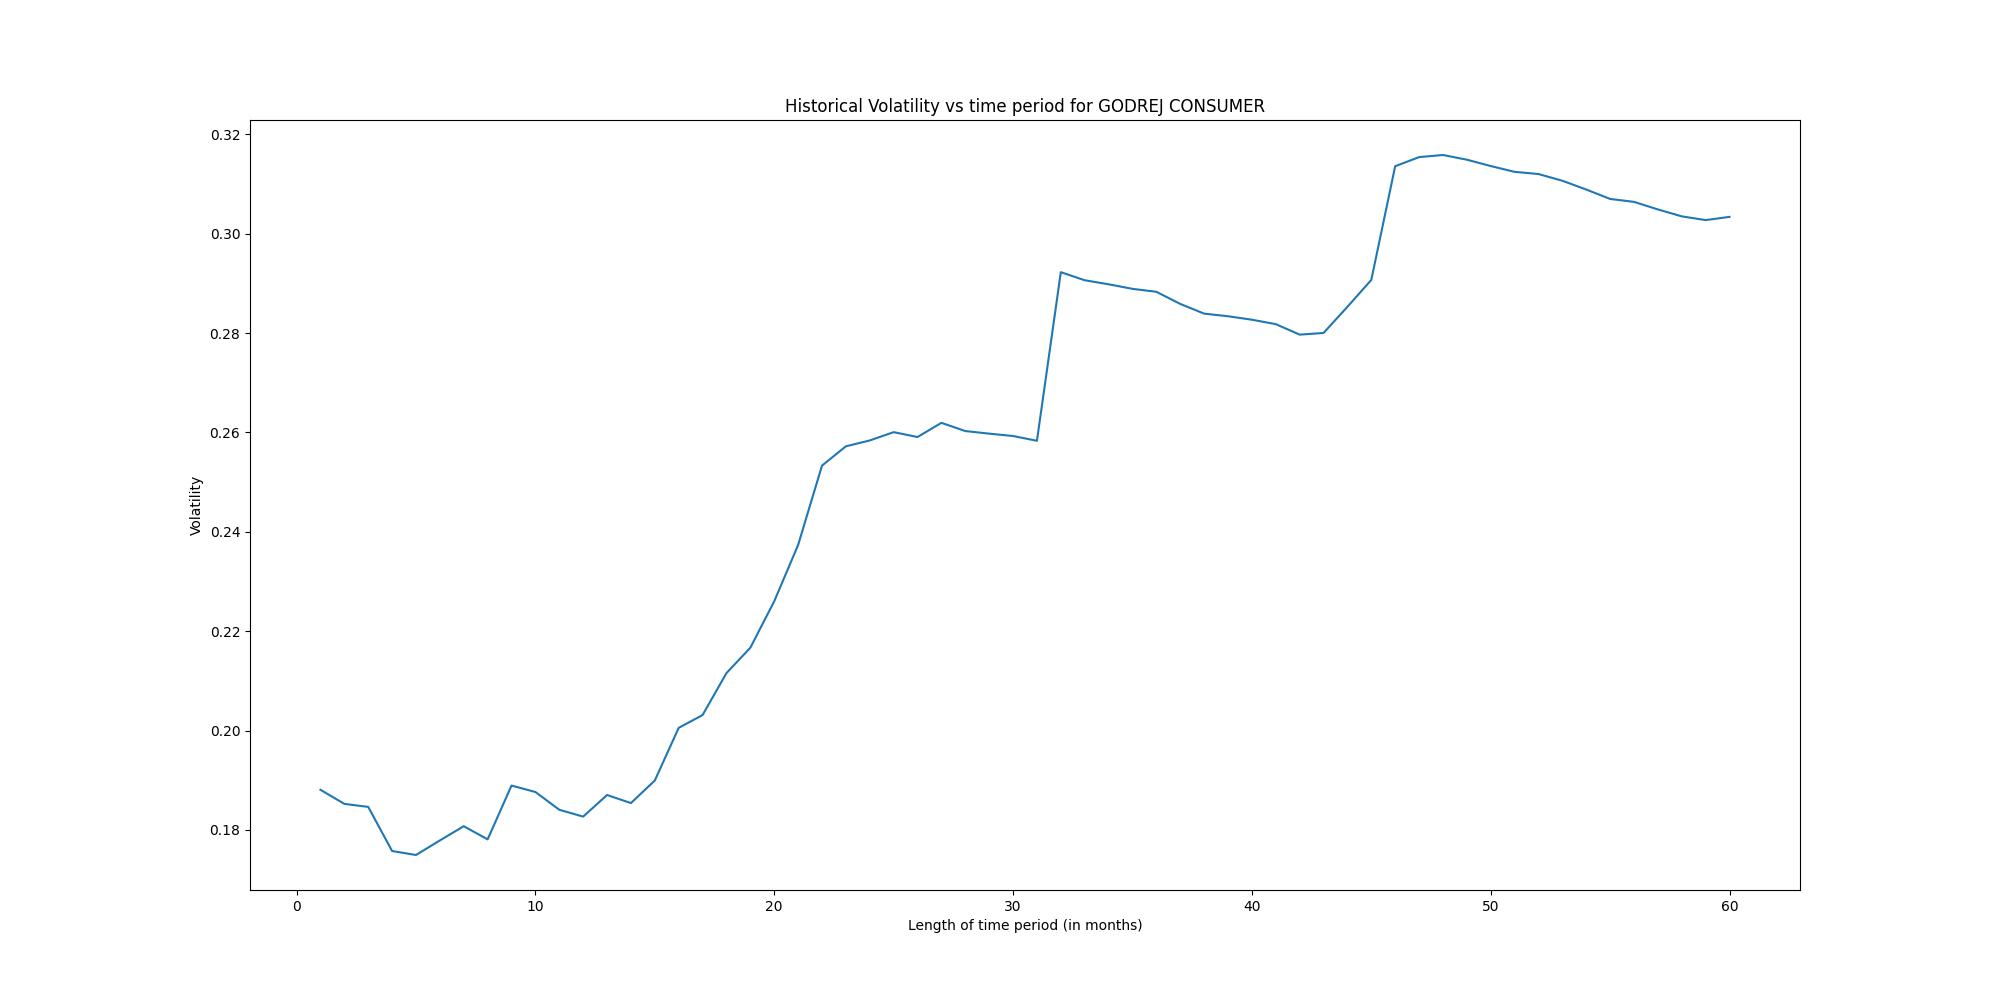 Historical Volatility vs time period for GODREJ CONSUMER
0.32
0.30
0.28
0.26
0.24
0.22
0.20
0.18
Volatility
0 10 20 30 40 50 60
Length of time period (in months)